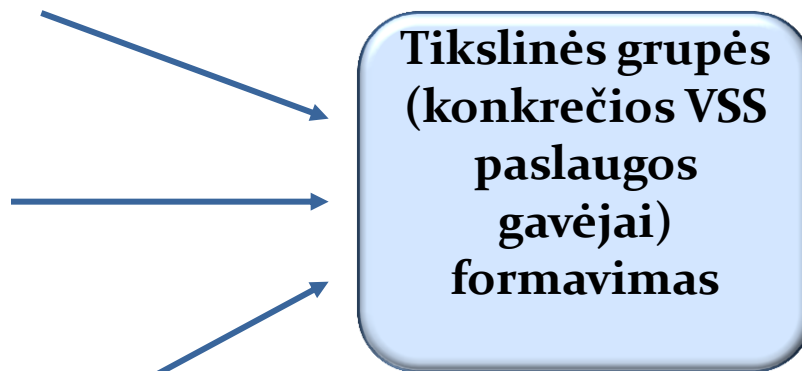 Tikslinės grupės
(konkrečios VSS
paslaugos
gavėjai)
formavimas